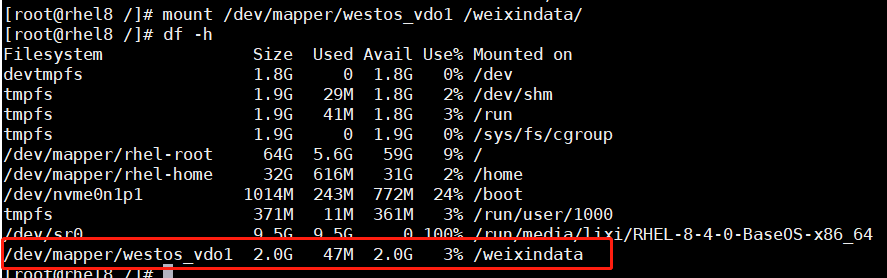 [root@rhel8 /]# mount /dev/mapper/westos_vdo1 /weixindata/
[root@rhel8 /]# df -h
Filesystem               Size  Used Avail Use% Mounted on
devtmpfs                 1.8G     0  1.8G   0% /dev
tmpfs                    1.9G   29M  1.8G   2% /dev/shm
tmpfs                    1.9G   41M  1.8G   3% /run
tmpfs                    1.9G     0  1.9G   0% /sys/fs/cgroup
/dev/mapper/rhel-root     64G  5.6G   59G   9% /
/dev/mapper/rhel-home     32G  616M   31G   2% /home
/dev/nvme0n1p1          1014M  243M  772M  24% /boot
tmpfs                    371M   11M  361M   3% /run/user/1000
/dev/sr0                 9.5G  9.5G     0 100% /run/media/lixi/RHEL-8-4-0-BaseOS-x86_64
/dev/mapper/westos_vdo1  2.0G   47M  2.0G   3% /weixindata
[root@rhel8 /]#